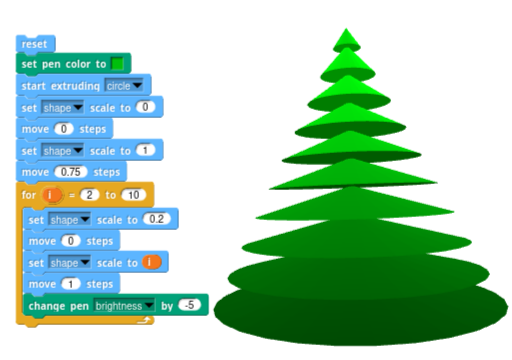 reset
set pen color to
start extruding circle
set shape scale to 0
move 0 steps
set shape scale to 1
move 0.75 steps
for i = 2 to 10
set shape scale to 0.2
move 0 steps
set shape scale to i
move 1 steps
change pen brightness by -5